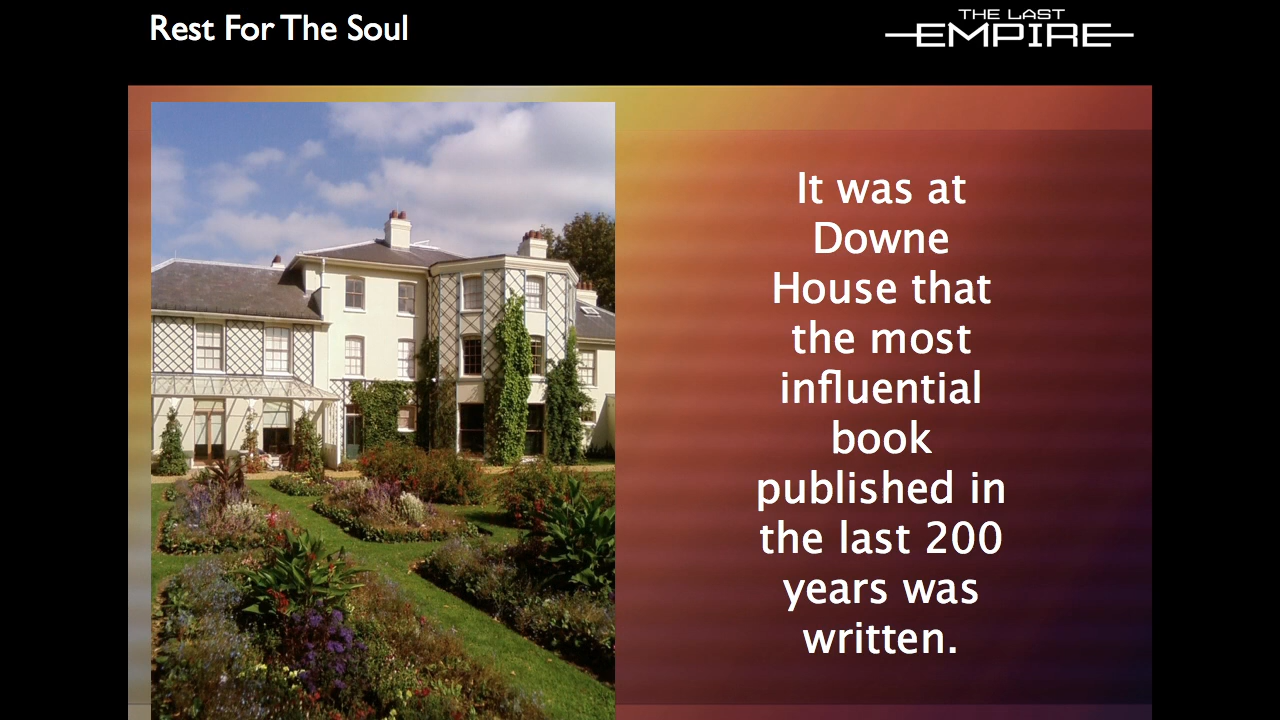 Rest For The Soul
THE LAST
EMPIRE
It was at
Downe
House that
the most
influential
book
published in
the last 200
years was
written.